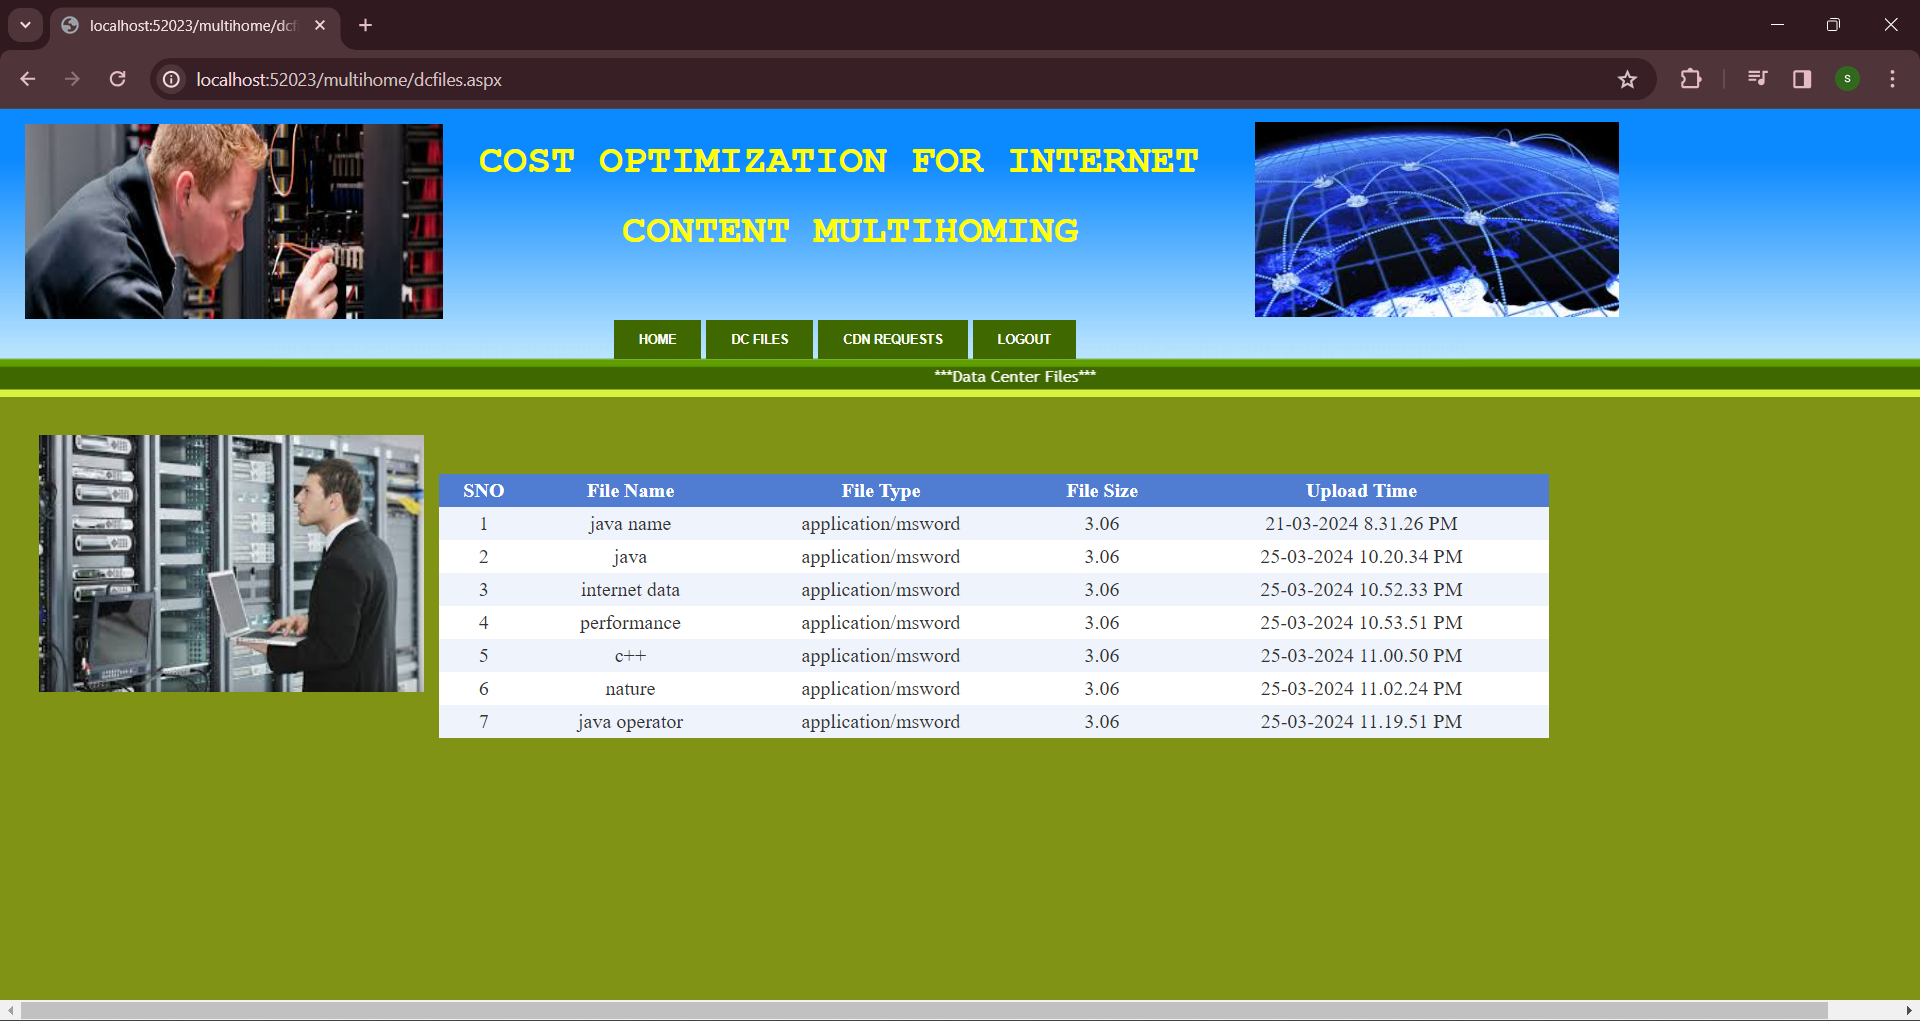 localhost:52023/multihome/dcf
localhost:52023/multihome/dcfiles.aspx
S
COST OPTIMIZATION FOR INTERNET
CONTENT MULTIHOMING
HOME DC FILES CDN REQUESTS LOGOUT
***Data Center Files***
SNO File Name File Type File Size Upload Time
1 java name application/msword 3.06 21-03-2024 8.31.26 PM
2 java application/msword 3.06 25-03-2024 10.20.34 PM
3 internet data application/msword 3.06 25-03-2024 10.52.33 PM
4 performance application/msword 3.06 25-03-2024 10.53.51 PM
5 c++ application/msword 3.06 25-03-2024 11.00.50 PM
6 nature application/msword 3.06 25-03-2024 11.02.24 PM
7 java operator application/msword 3.06 25-03-2024 11.19.51 PM